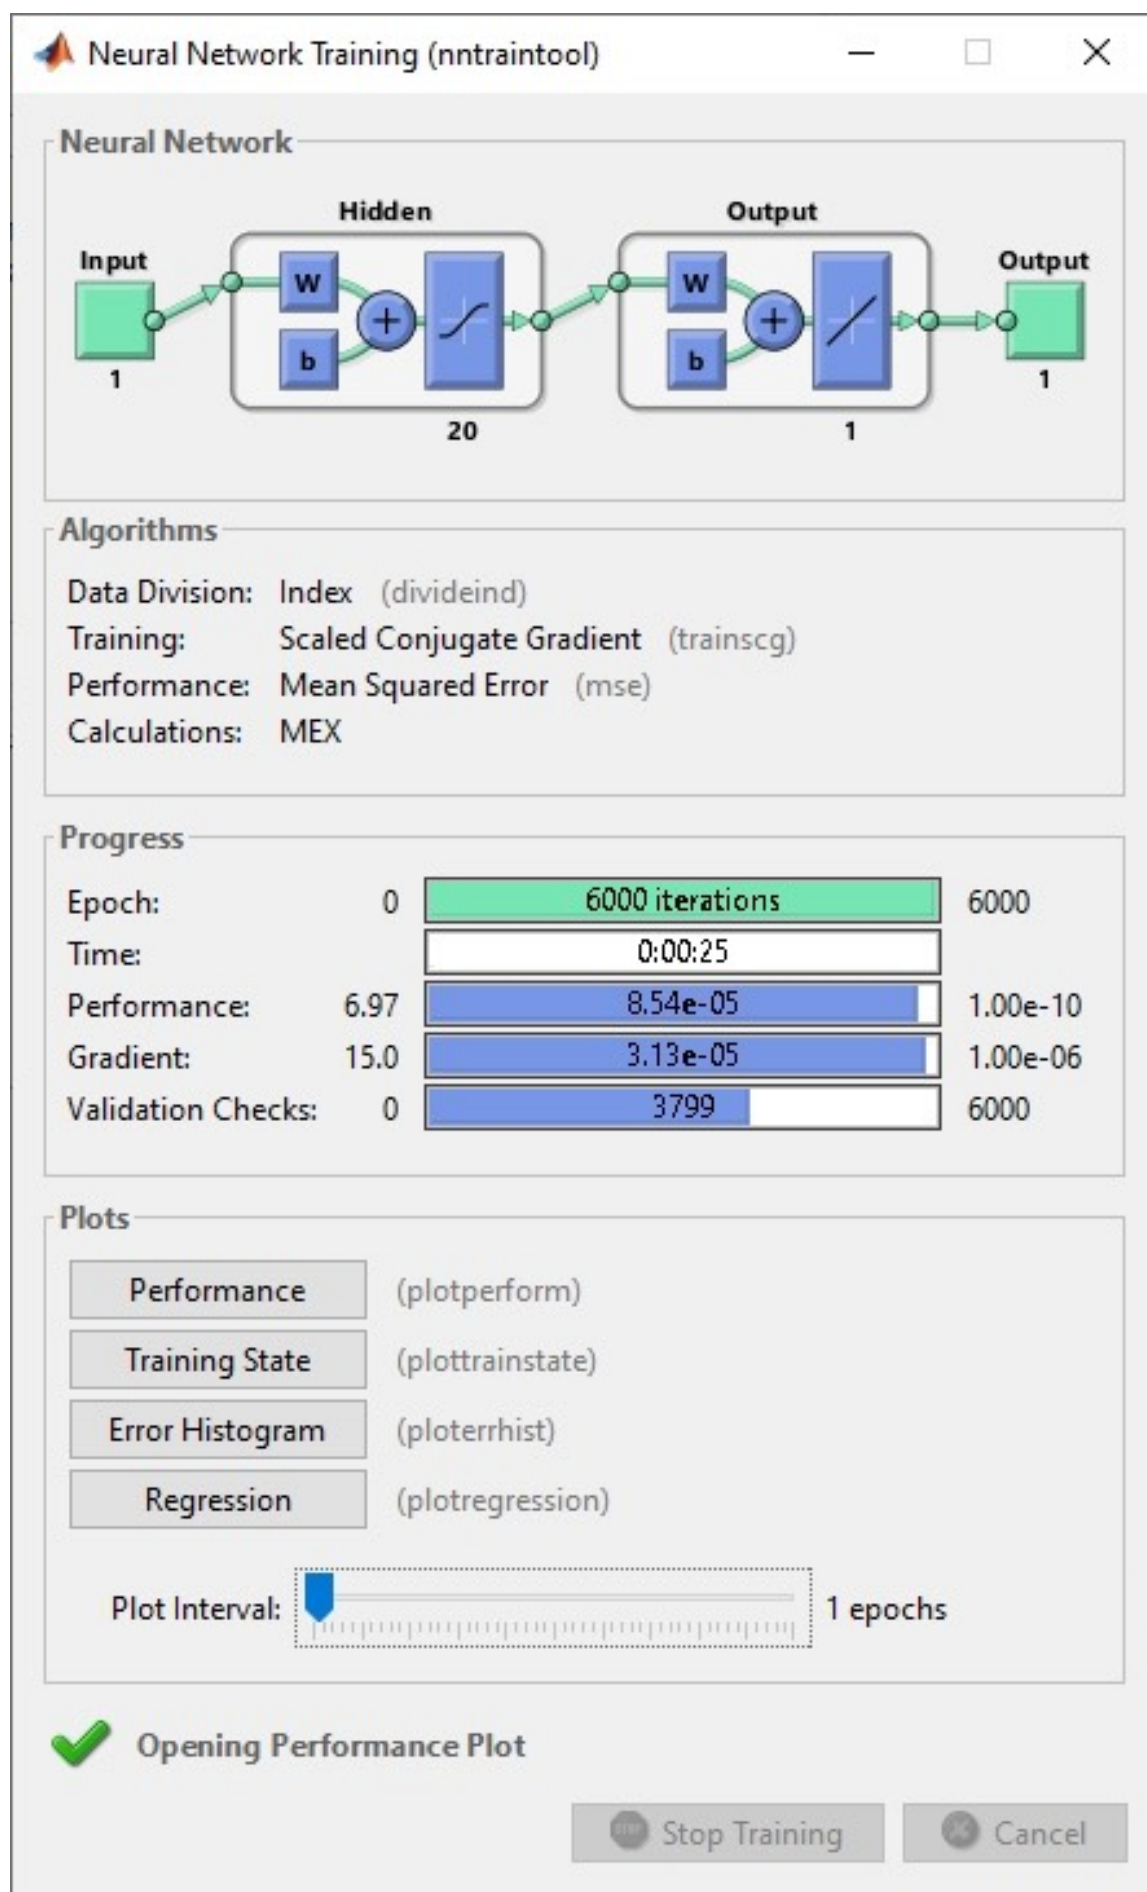 Neural Network Training (nntraintool)
Neural Network
Hidden Output
Input Output
W W
b b
1 1
20 1
Algorithms
Data Division: Index (divideind)
Training: Scaled Conjugate Gradient (trainscg)
Performance: Mean Squared Error (mse)
Calculations: MEX
Progress
Epoch: 0 6000 iterations 6000
Time: 0:00:25
Performance: 6.97 8.54e-05 1.00e-10
Gradient: 15.0 3.13e-05 1.00e-06
Validation Checks: 0 3799 6000
Plots
Performance (plotperform)
Training State (plottrainstate)
Error Histogram (ploterrhist)
Regression (plotregression)
Plot Interval: 1 epochs
Opening Performance Plot
Stop Training Cancel